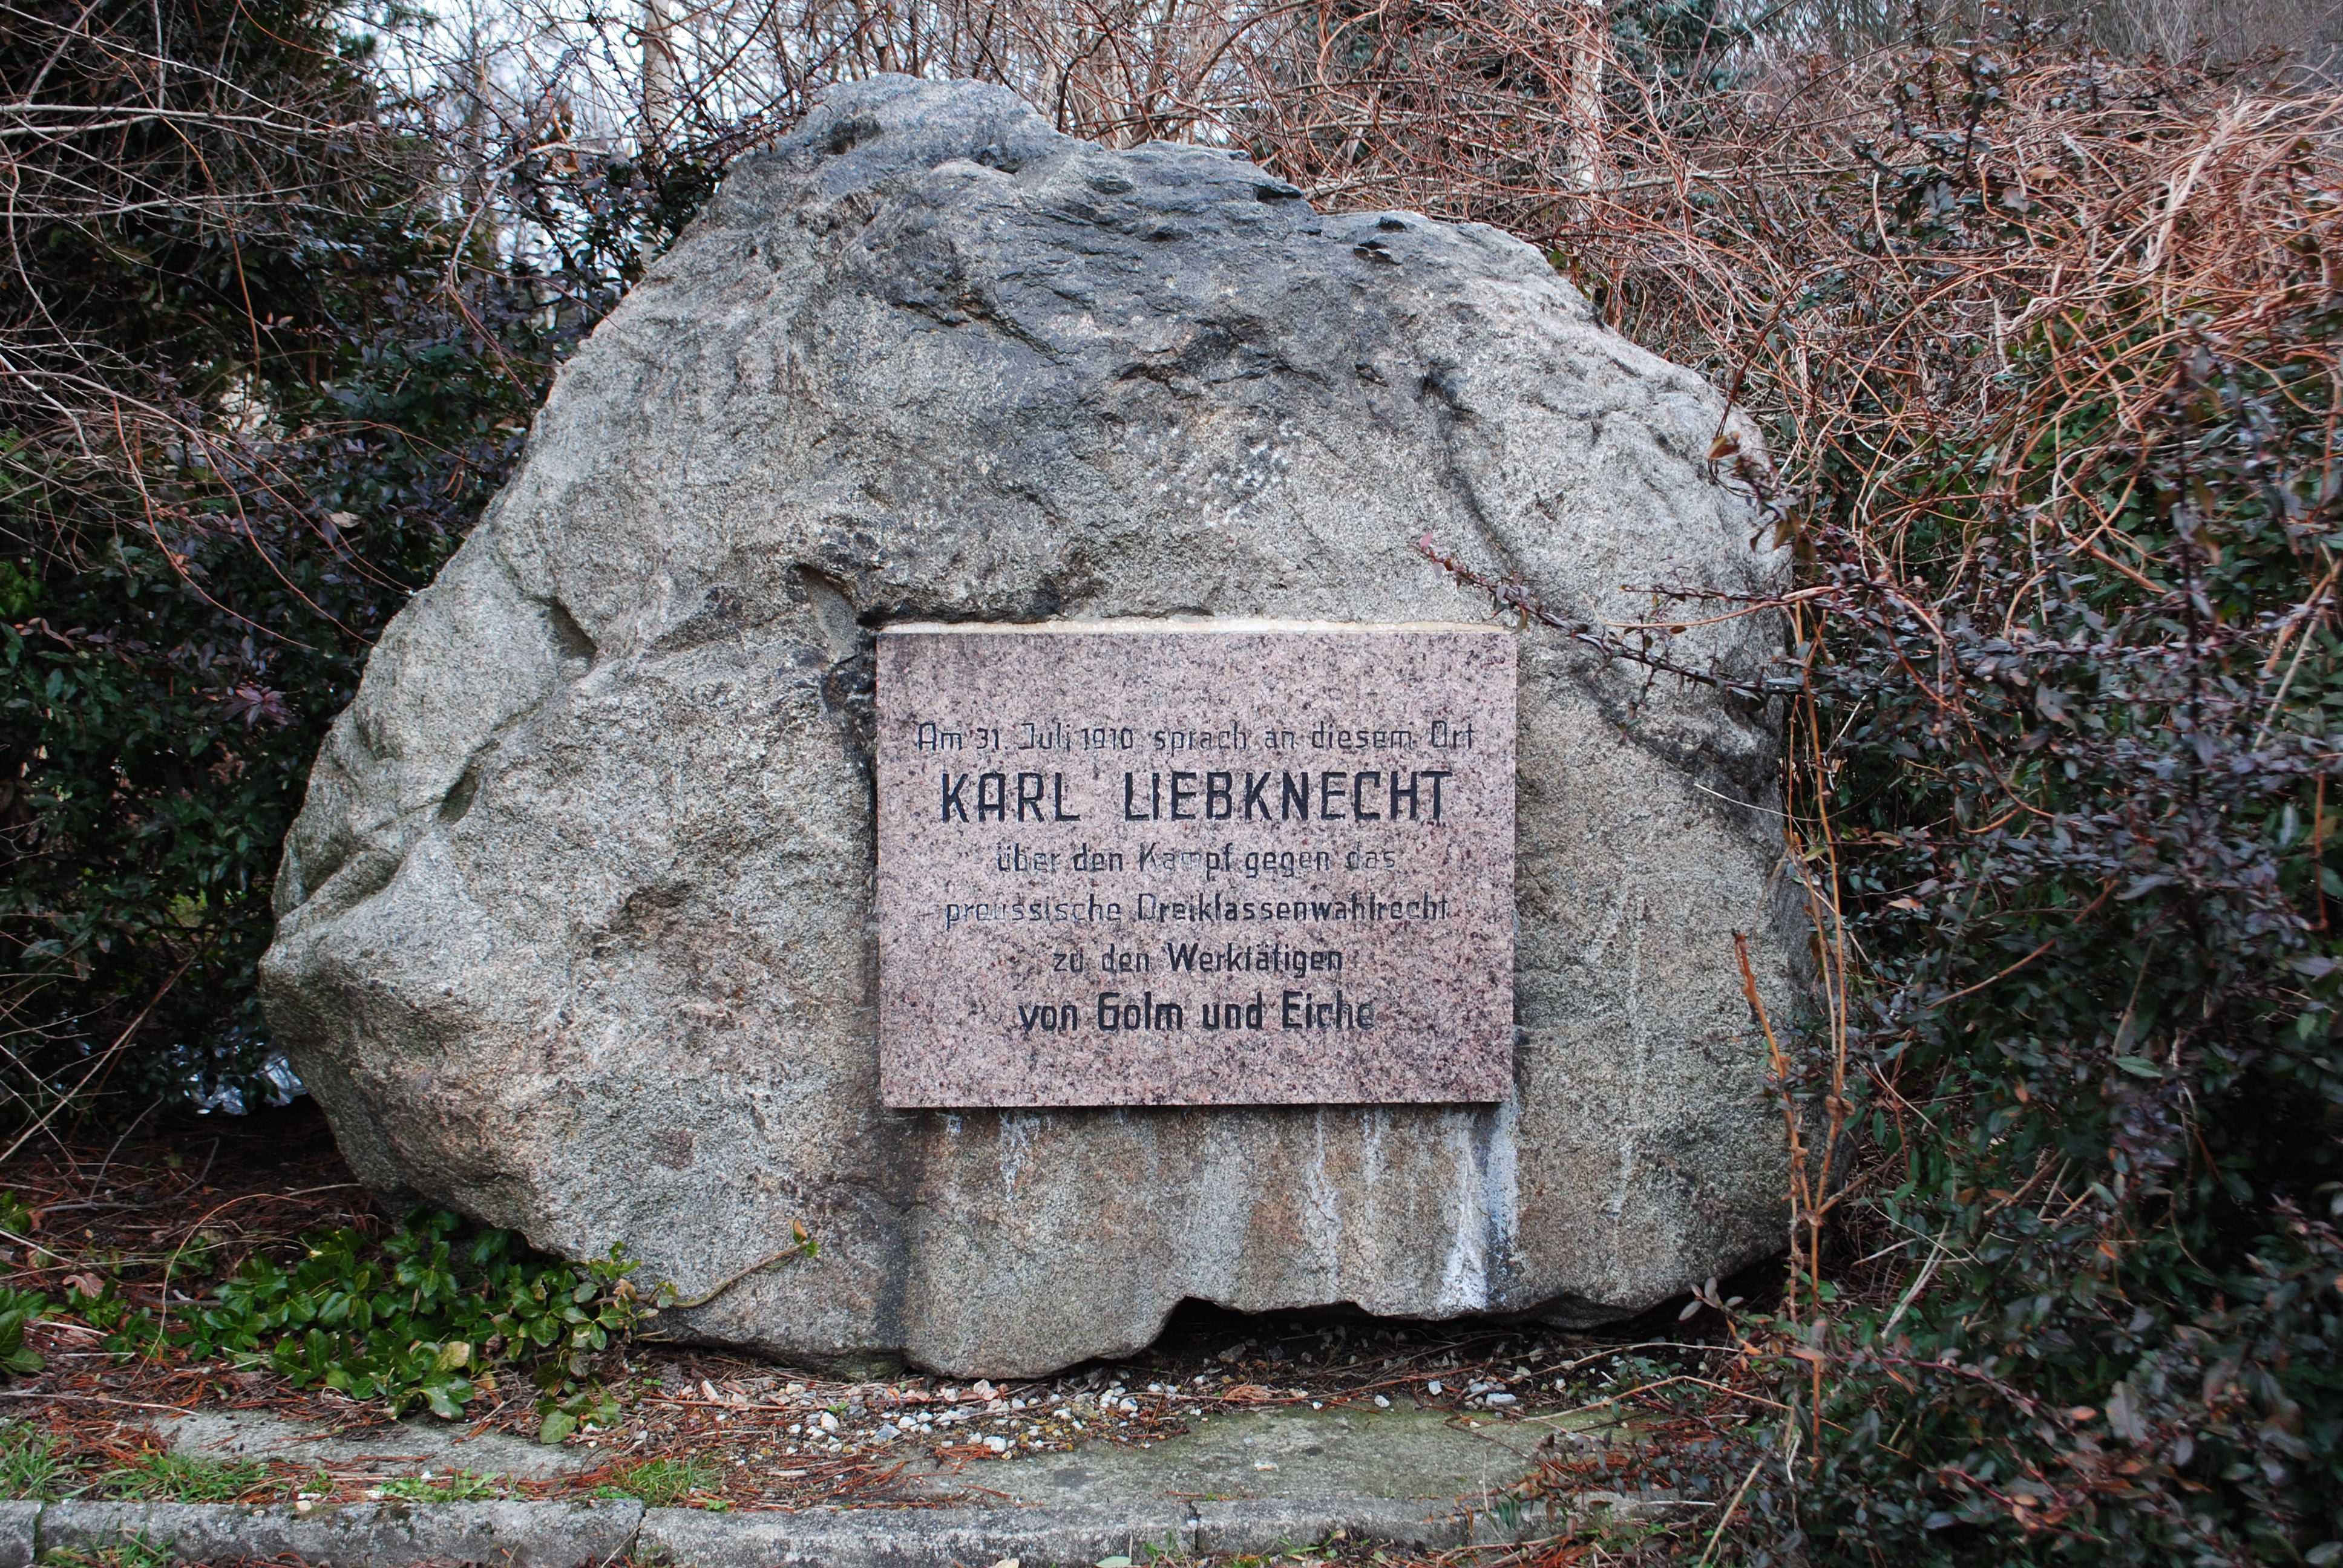 Am 31. Juli 1910 sprach an diesem Ort
KARL LIEBKNECHT
über den Kampf gegen das
preussische Dreiklassenwahlrecht
zu den Werktätigen
von Golm und Eiche